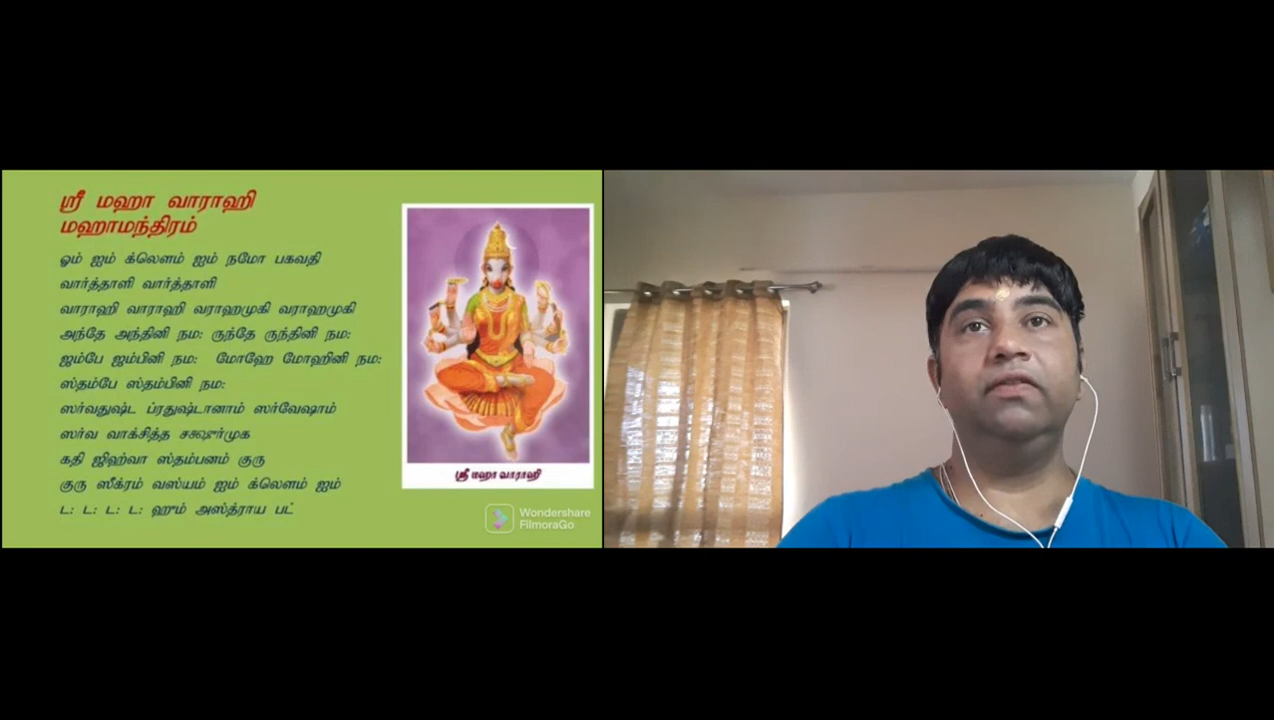 ஸ்ரீ மஹா வாராஹி
மஹாமந்திரம்
ஓம் ஐம் க்லௌம் ஐம் நமோ பகவதி
வார்த்தாளி வார்த்தாளி
வாராஹி வாராஹி வராஹமுகி வராஹமுகி
அந்தே அந்தினி நம: ருந்தே ருந்தினி நம:
ஜம்பே ஜம்பினி நம: மோஹே மோஹினி நம:
ஸ்தம்பே ஸ்தம்பினி நம:
ஸர்வதுஷ்ட ப்ரதுஷ்டானாம் ஸர்வேஷாம்
ஸர்வ வாக்சித்த சக்ஷுர்முக
கதி ஜிஹ்வா ஸ்தம்பனம் குரு
குரு ஸீக்ரம் வஸ்யம் ஐம் க்லௌம் ஐம்
ட: ட: ட: ட: ஹும் அஸ்த்ராய பட்
ஸ்ரீ மஹா வாராஹி
Wondershare
FilmoraGo